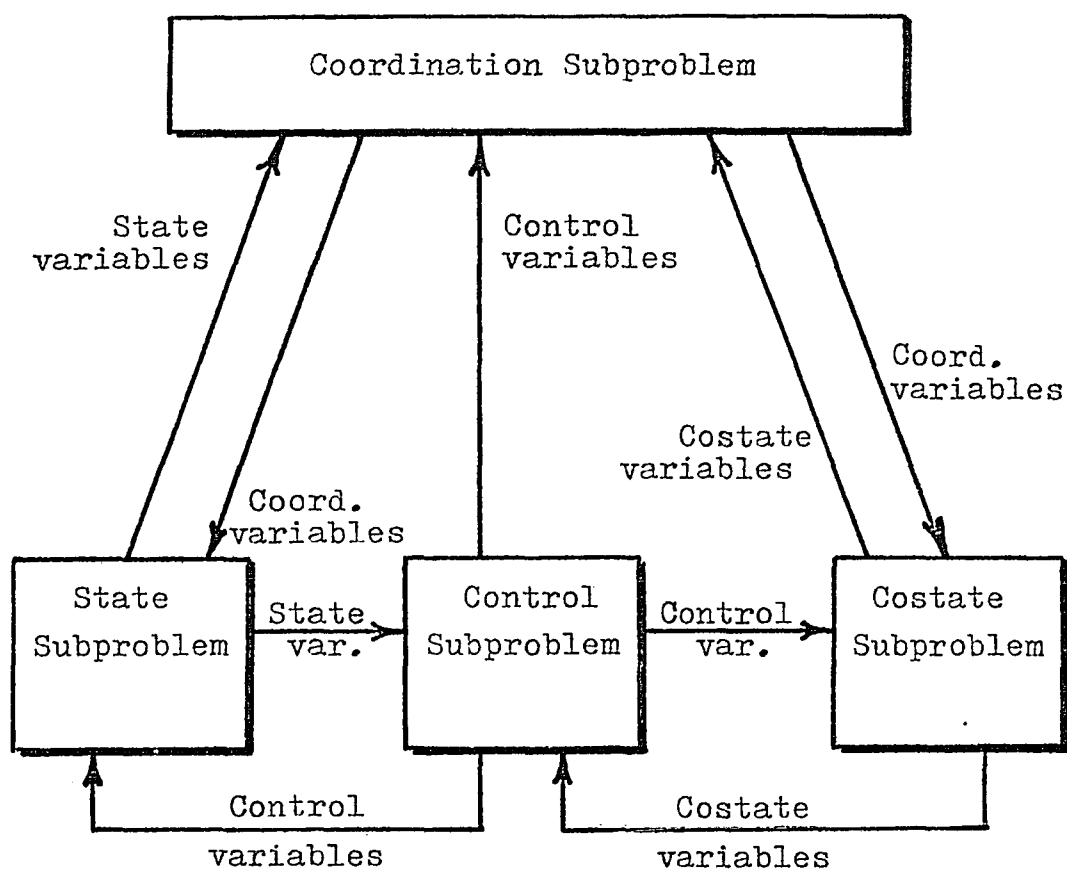 Coordination Subproblem
State
variables
Control
variables
Coord.
variables
Costate
variables
Coord.
variables
State
Subproblem
State
var.
Control
Subproblem
Control
var.
Costate
Subproblem
Control
variables
Costate
variables